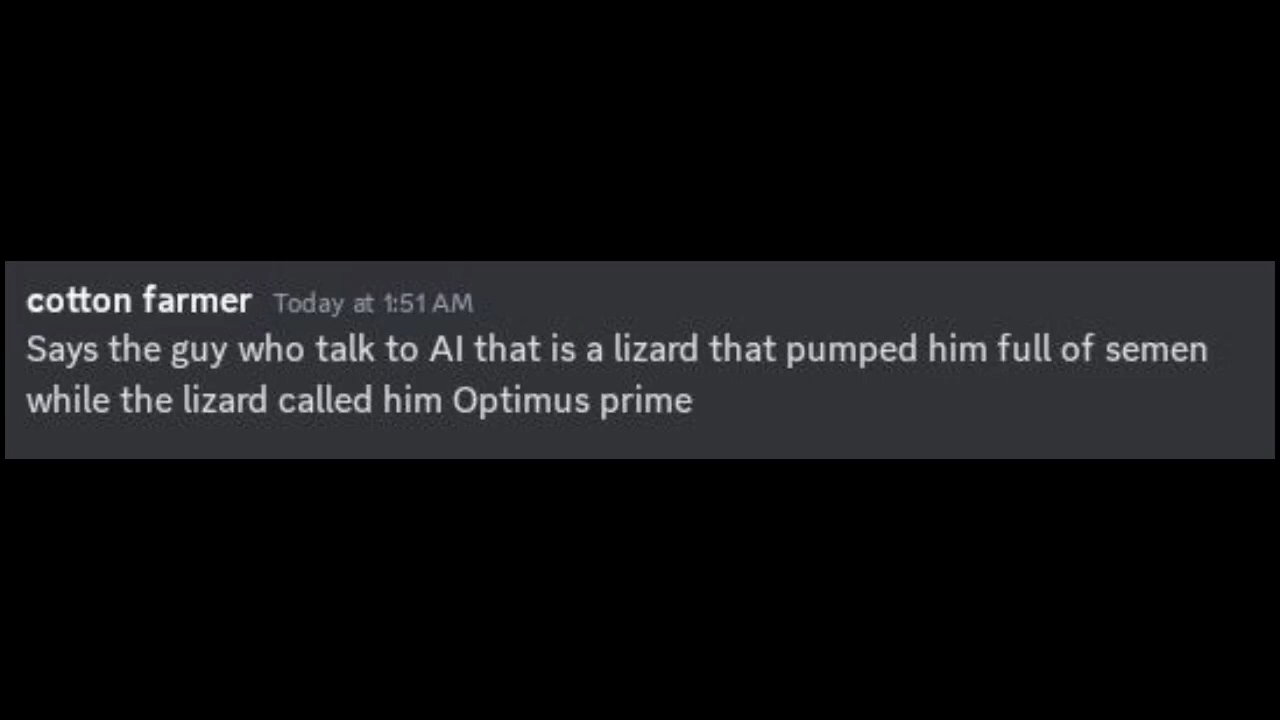 cotton farmer Today at 1:51 AM
Says the guy who talk to AI that is a lizard that pumped him full of semen
while the lizard called him Optimus prime